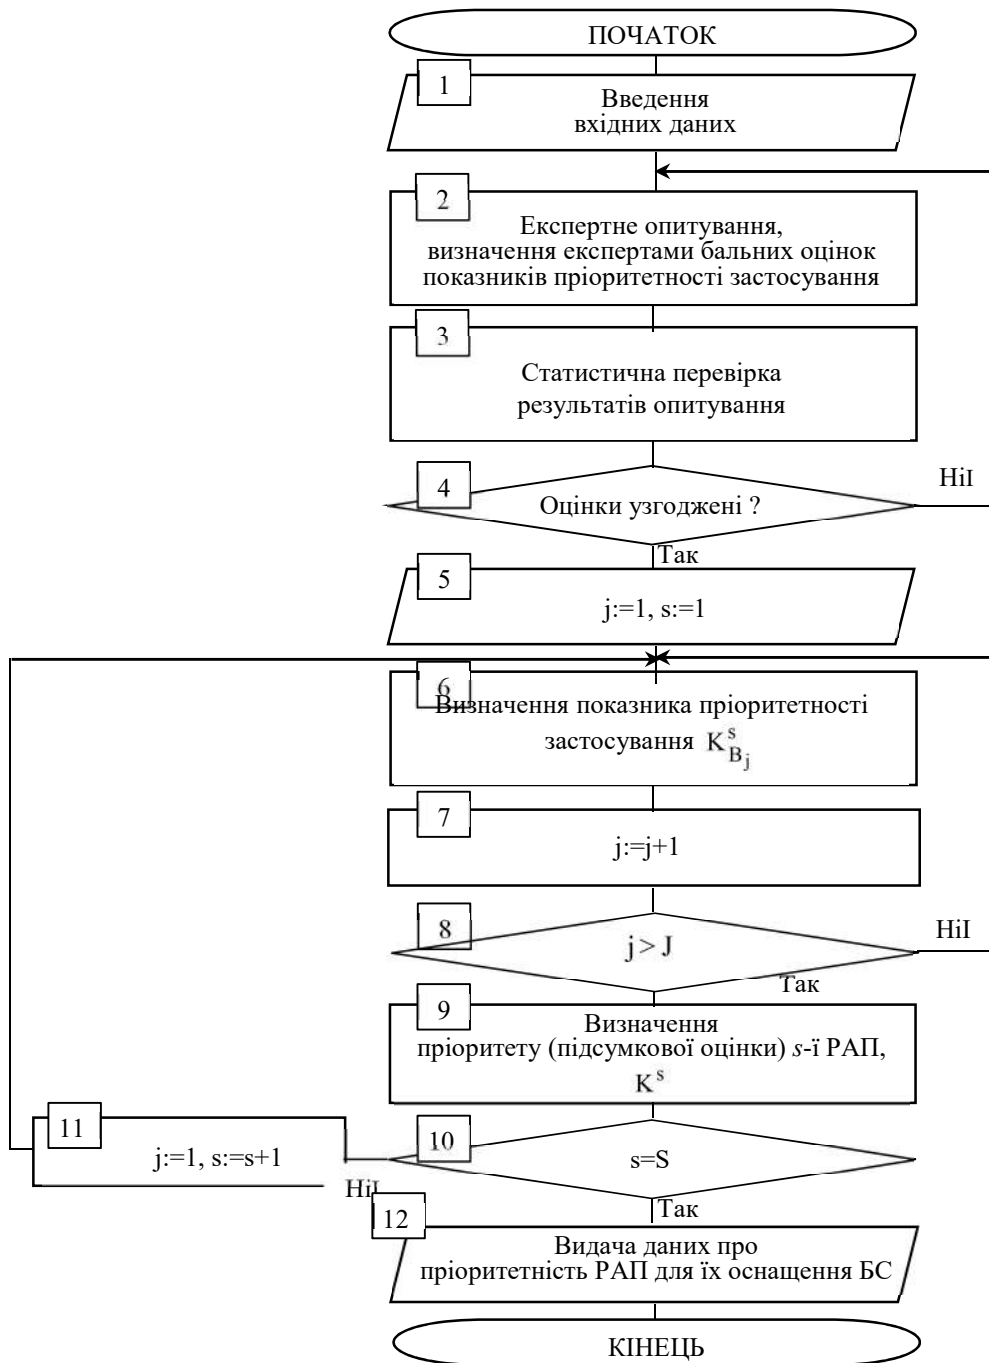 ПОЧАТОК
1
Введення
вхідних даних
2
Експертне опитування,
визначення експертами бальних оцінок
показників пріоритетності застосування
3
Статистична перевірка
результатів опитування
4
Оцінки узгоджені ?
НіІ
Так
5
j:=1, s:=1
6
Визначення показника пріоритетності
застосування K^s_{B_j}
7
j:=j+1
8
j > J
НіІ
Так
9
Визначення
пріоритету (підсумкової оцінки) s-ї РАП,
K^s
10
s=S
11
j:=1, s:=s+1
НіІ
Так
12
Видача даних про
пріоритетність РАП для їх оснащення БС
КІНЕЦЬ